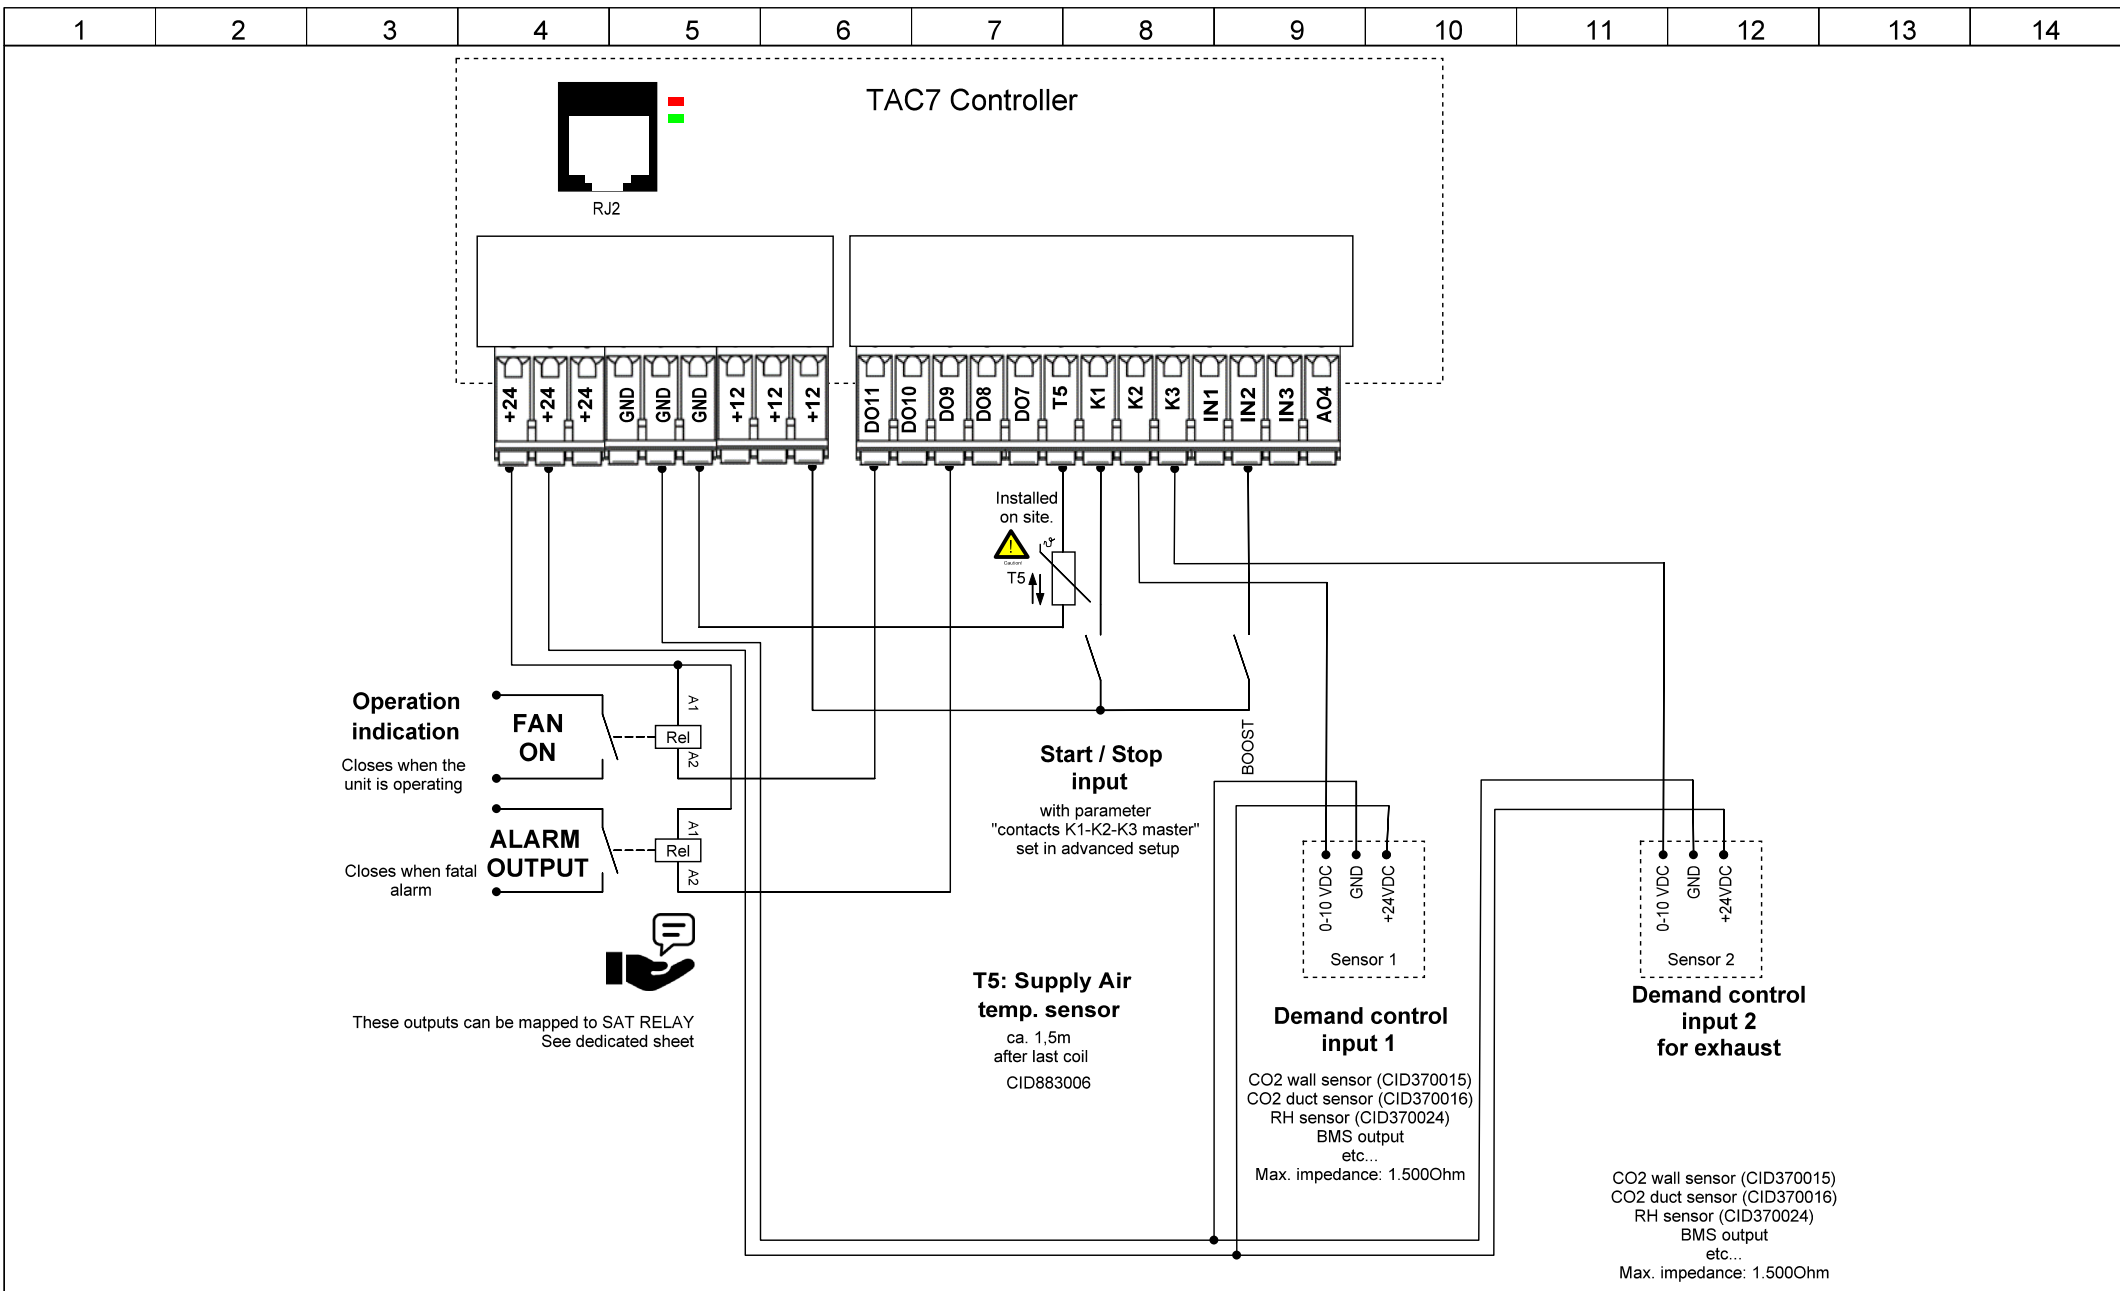 1 2 3 4 5 6 7 8 9 10 11 12 13 14
TAC7 Controller
RJ2
+24 +24 +24 GND GND GND +12 +12 +12
DO11 DO10 DO9 DO8 DO7 T5 K1 K2 K3 IN1 IN2 IN3 AO4
Installed
on site.
Caution!
T5
Operation
indication
Closes when the
unit is operating
FAN
ON
A1
Rel
A2
ALARM
OUTPUT
Closes when fatal
alarm
A1
Rel
A2
These outputs can be mapped to SAT RELAY
See dedicated sheet
Start / Stop
input
with parameter
"contacts K1-K2-K3 master"
set in advanced setup
BOOST
T5: Supply Air
temp. sensor
ca. 1,5m
after last coil
CID883006
0-10 VDC
GND
+24VDC
Sensor 1
Demand control
input 1
CO2 wall sensor (CID370015)
CO2 duct sensor (CID370016)
RH sensor (CID370024)
BMS output
etc...
Max. impedance: 1.500Ohm
0-10 VDC
GND
+24VDC
Sensor 2
Demand control
input 2
for exhaust
CO2 wall sensor (CID370015)
CO2 duct sensor (CID370016)
RH sensor (CID370024)
BMS output
etc...
Max. impedance: 1.500Ohm